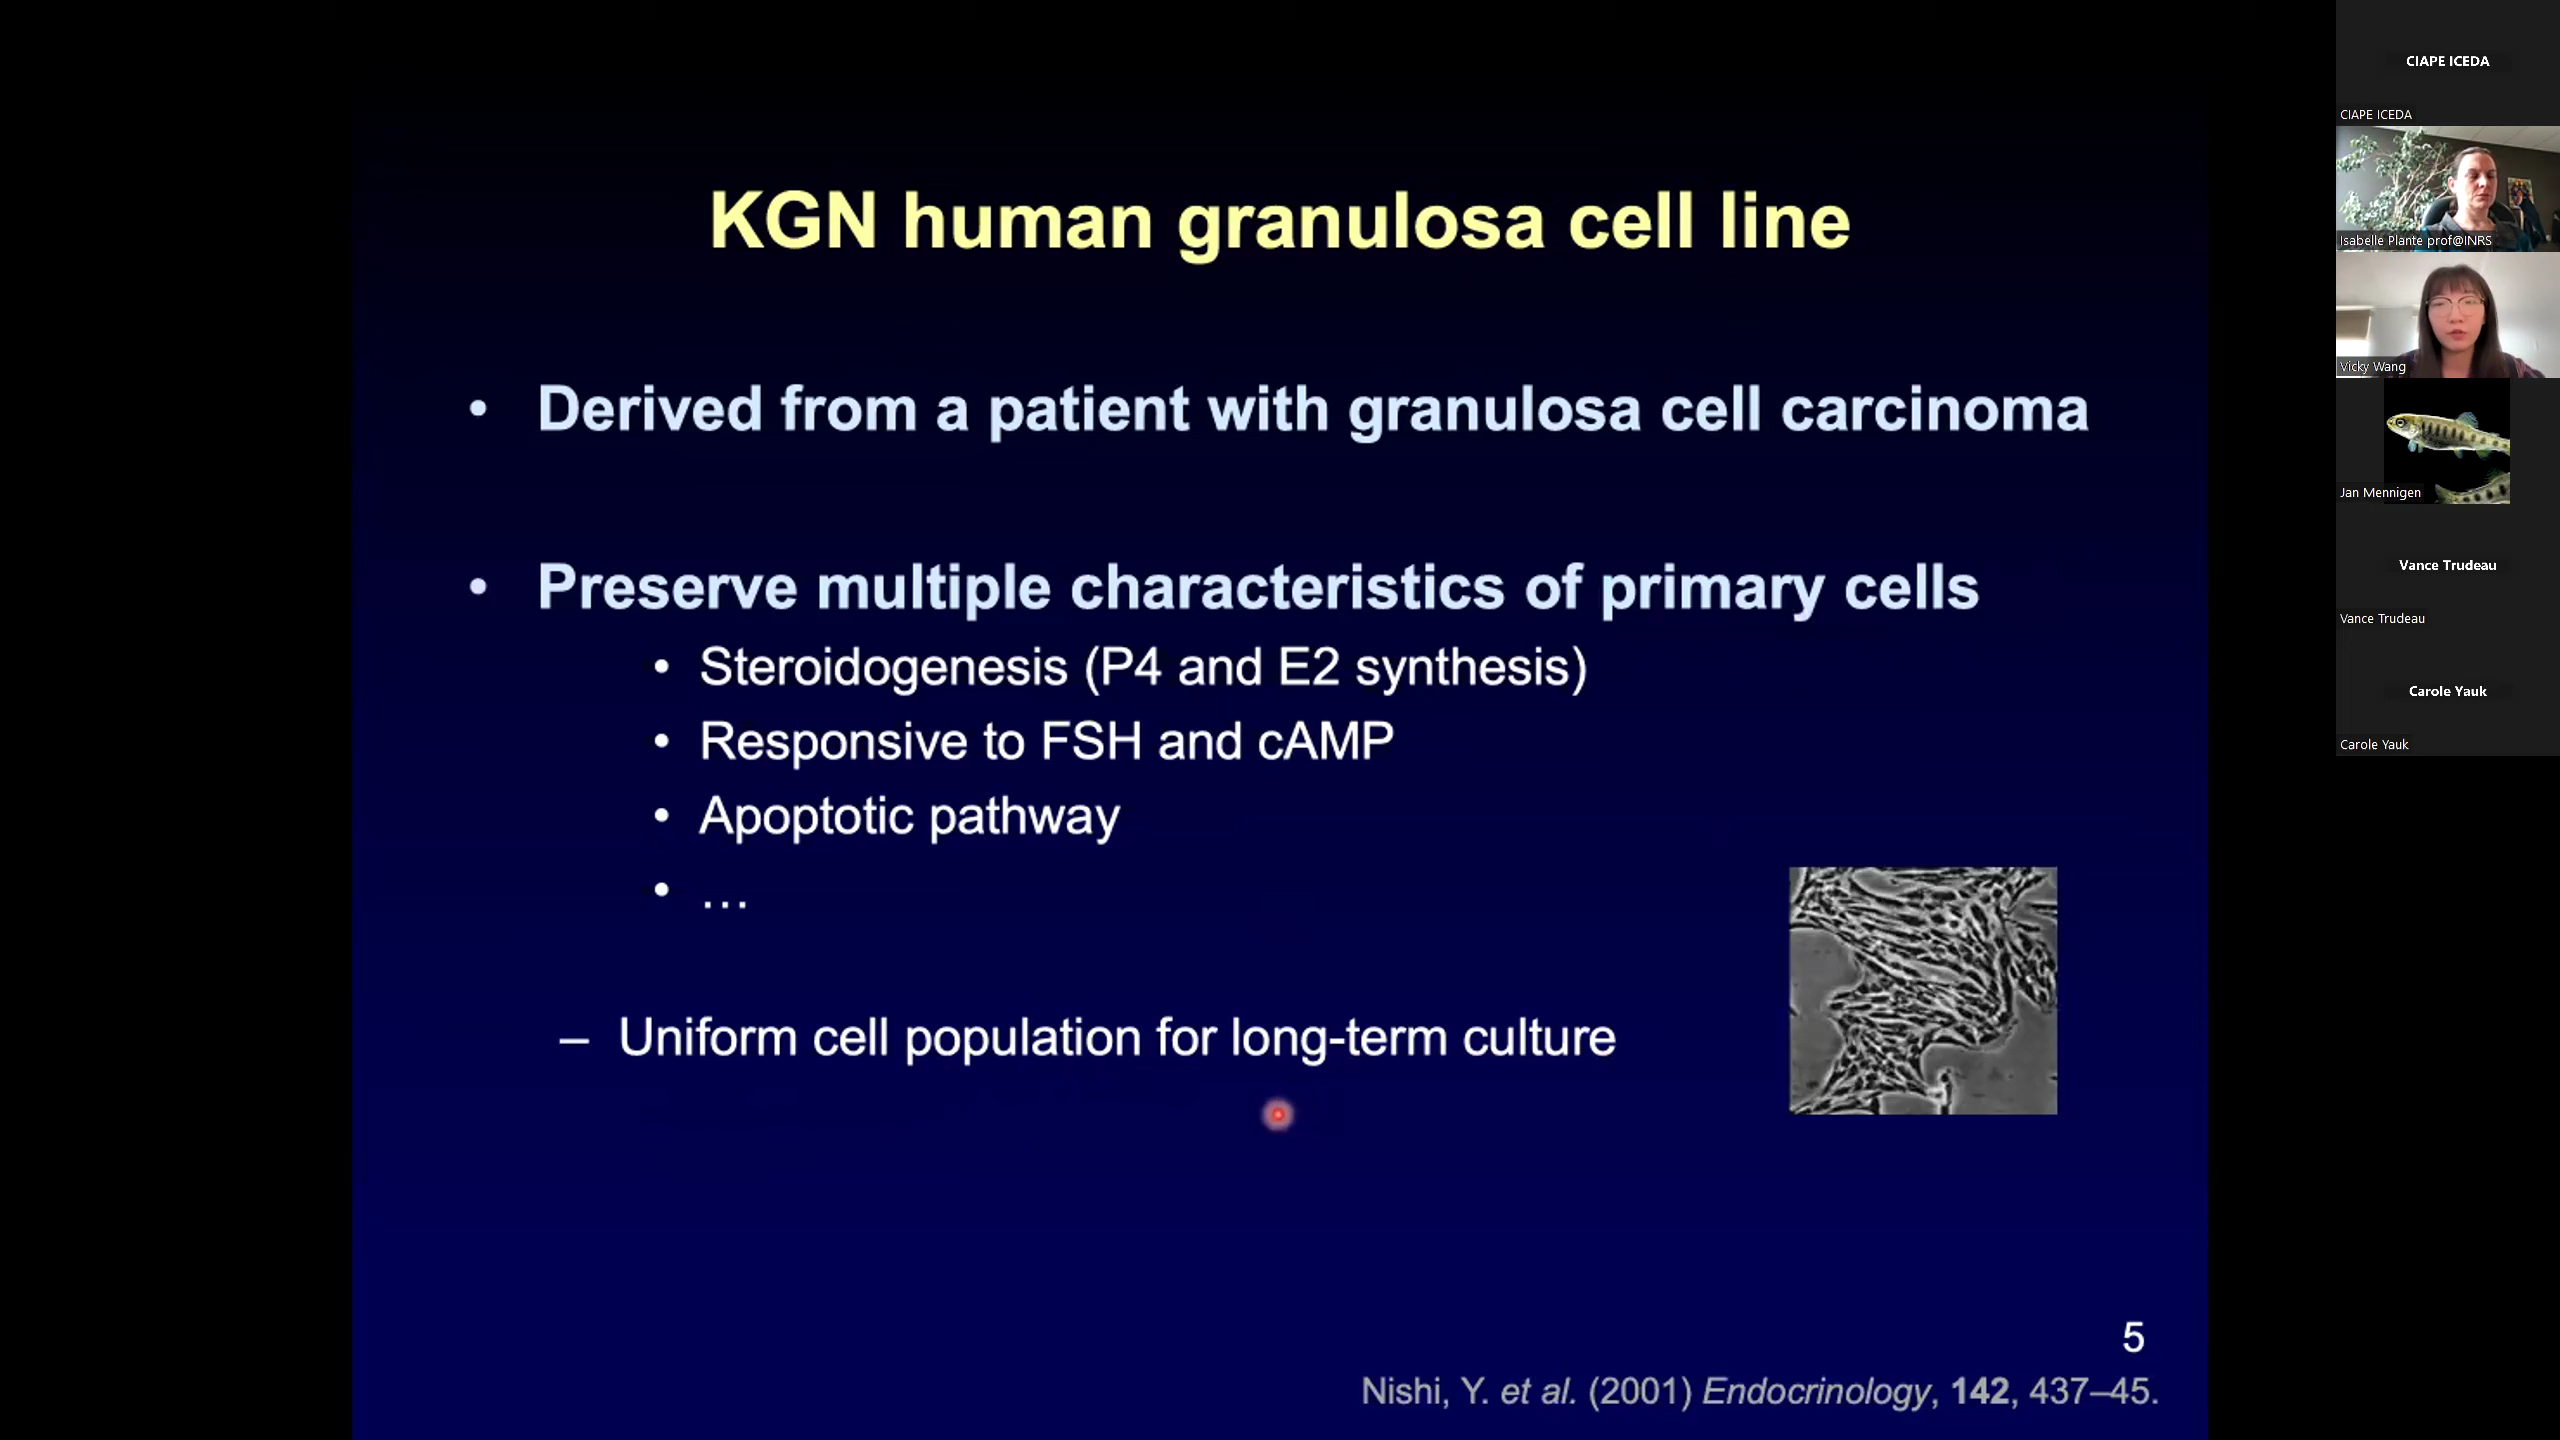 KGN human granulosa cell line
• Derived from a patient with granulosa cell carcinoma
• Preserve multiple characteristics of primary cells
• Steroidogenesis (P4 and E2 synthesis)
• Responsive to FSH and cAMP
• Apoptotic pathway
• …
– Uniform cell population for long-term culture
5
Nishi, Y. et al. (2001) Endocrinology, 142, 437–45.
CIAPE ICEDA
CIAPE ICEDA
Isabelle Plante prof@INRS
Vicky Wang
Jan Mennigen
Vance Trudeau
Vance Trudeau
Carole Yauk
Carole Yauk